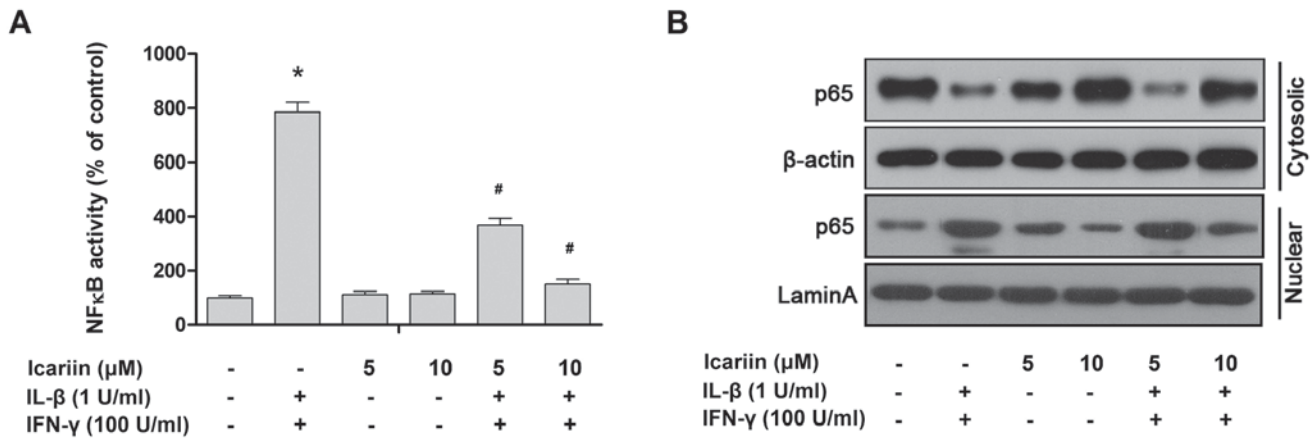 A
NFκB activity (% of control)
1000
800
600
400
200
0
*
#
#
Icariin (µM) - - 5 10 5 10
IL-β (1 U/ml) - + - - + +
IFN-γ (100 U/ml) - + - - + +
B
p65
β-actin
Cytosolic
p65
LaminA
Nuclear
Icariin (µM) - - 5 10 5 10
IL-β (1 U/ml) - + - - + +
IFN-γ (100 U/ml) - + - - + +